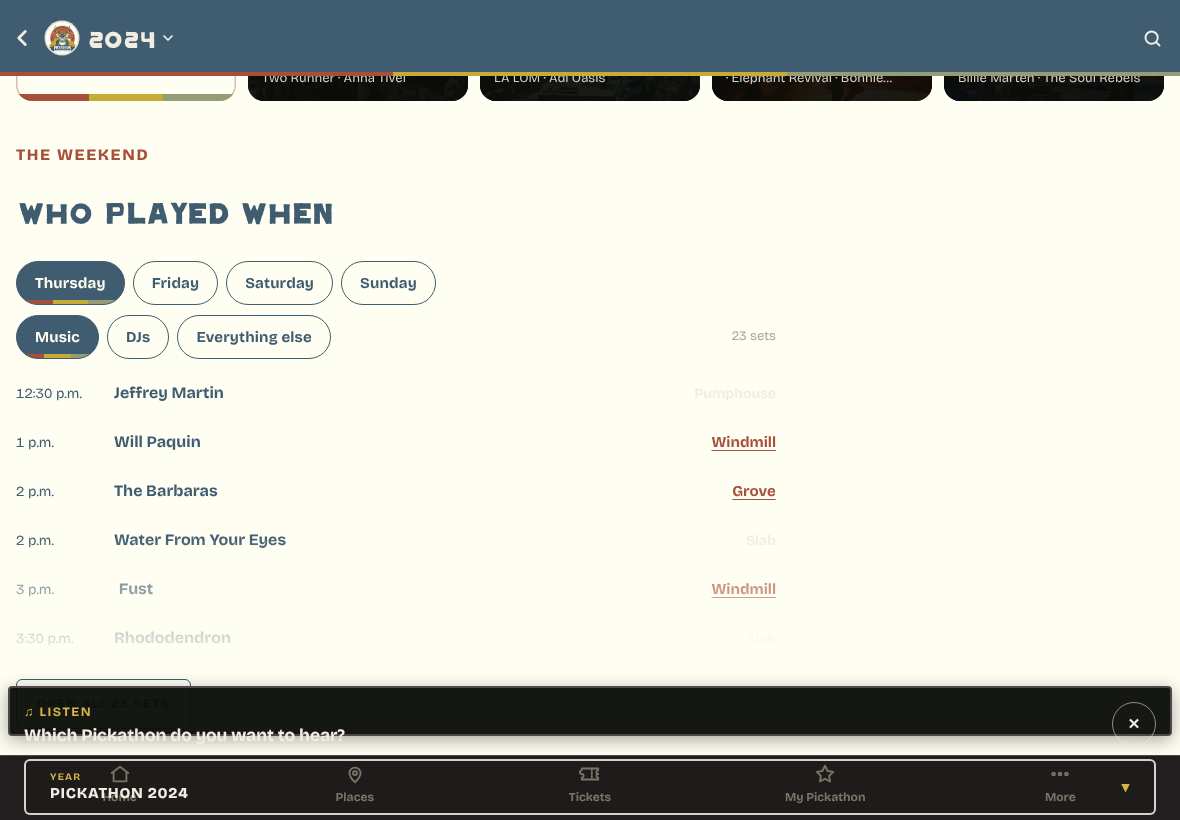 2024
Two Runner · Anna Tivel
LA LOM · Adi Oasis
· Elephant Revival · Bonnie...
Billie Marten · The Soul Rebels
THE WEEKEND
WHO PLAYED WHEN
Thursday
Friday
Saturday
Sunday
Music
DJs
Everything else
23 sets
12:30 p.m. Jeffrey Martin Pumphouse
1 p.m. Will Paquin Windmill
2 p.m. The Barbaras Grove
2 p.m. Water From Your Eyes Slab
3 p.m. Fust Windmill
3:30 p.m. Rhododendron
♫ LISTEN
Which Pickathon do you want to hear?
×
YEAR
PICKATHON 2024
▼
Home
Places
Tickets
My Pickathon
More